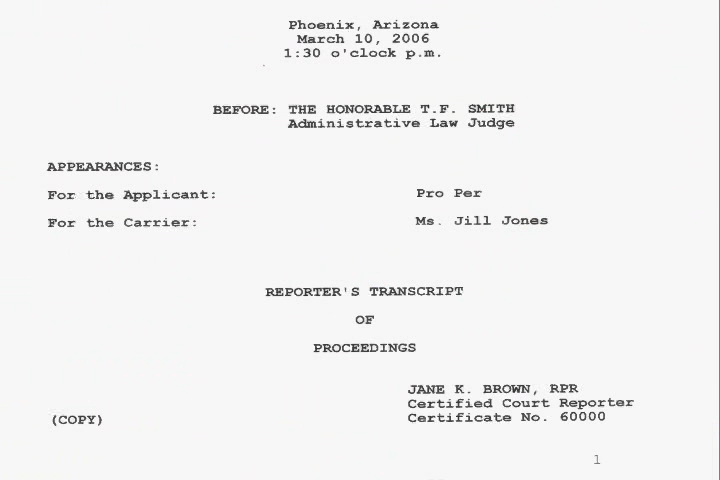 Phoenix, Arizona
March 10, 2006
1:30 o'clock p.m.
BEFORE: THE HONORABLE T.F. SMITH
Administrative Law Judge
APPEARANCES:
For the Applicant: Pro Per
For the Carrier: Ms. Jill Jones
REPORTER'S TRANSCRIPT
OF
PROCEEDINGS
JANE K. BROWN, RPR
Certified Court Reporter
(COPY) Certificate No. 60000
1